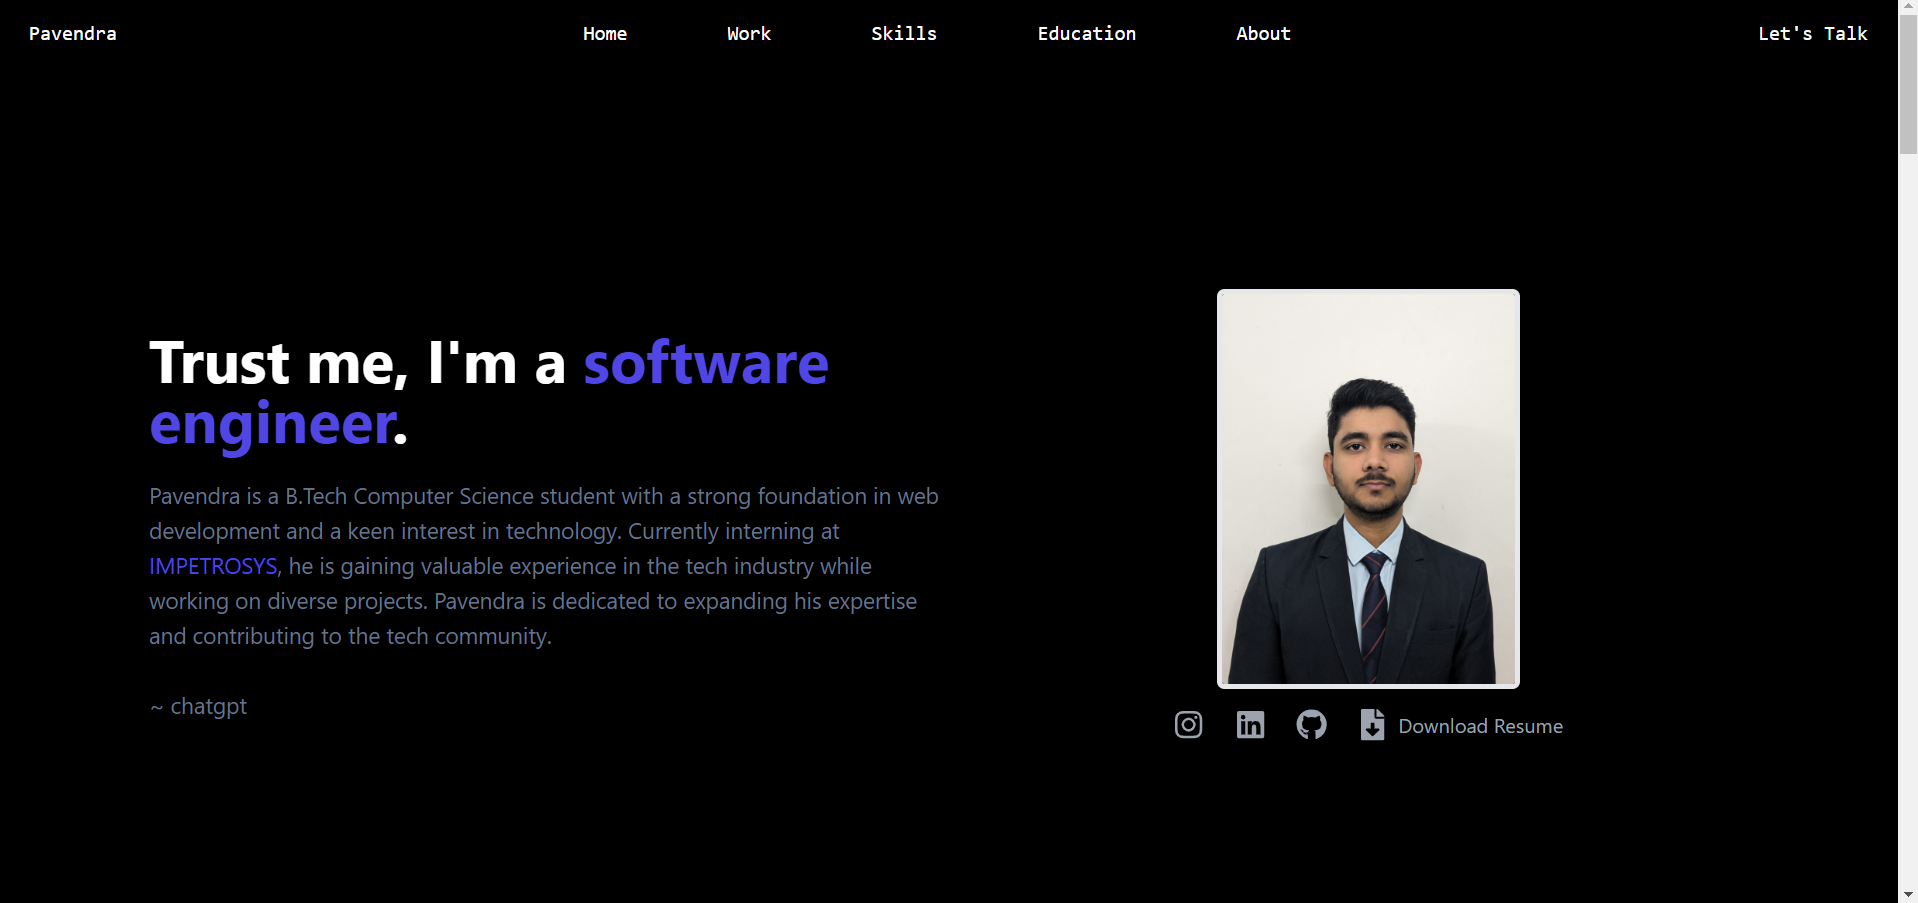 Pavendra
Home
Work
Skills
Education
About
Let's Talk
Trust me, I'm a software
engineer.
Pavendra is a B.Tech Computer Science student with a strong foundation in web
development and a keen interest in technology. Currently interning at
IMPETROSYS, he is gaining valuable experience in the tech industry while
working on diverse projects. Pavendra is dedicated to expanding his expertise
and contributing to the tech community.
~ chatgpt
in
Download Resume